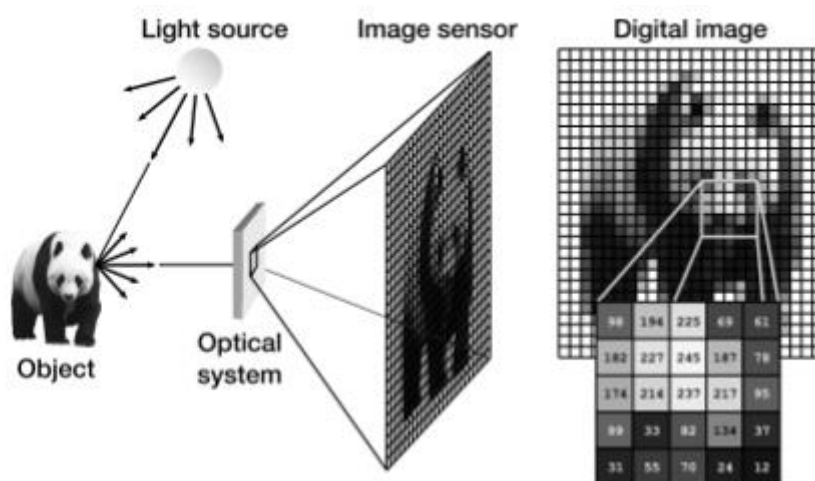 Light source
Image sensor
Digital image
Object
Optical
system
98 194 225 69 61
182 227 245 187 78
174 214 237 217 95
89 33 82 134 37
31 55 70 24 12